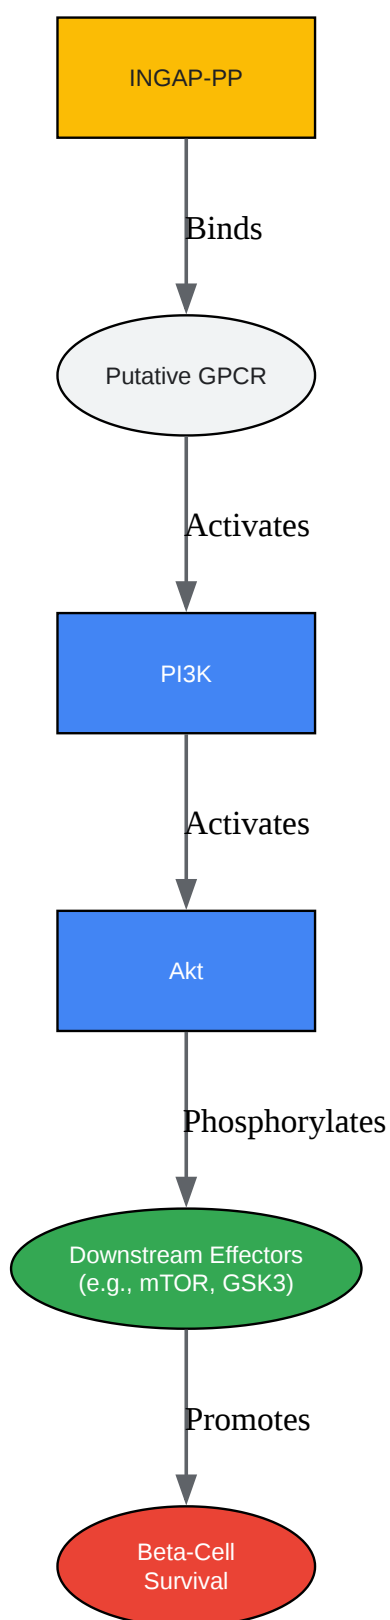 INGAP-PP
Binds
Putative GPCR
Activates
PI3K
Activates
Akt
Phosphorylates
Downstream Effectors
(e.g., mTOR, GSK3)
Promotes
Beta-Cell
Survival